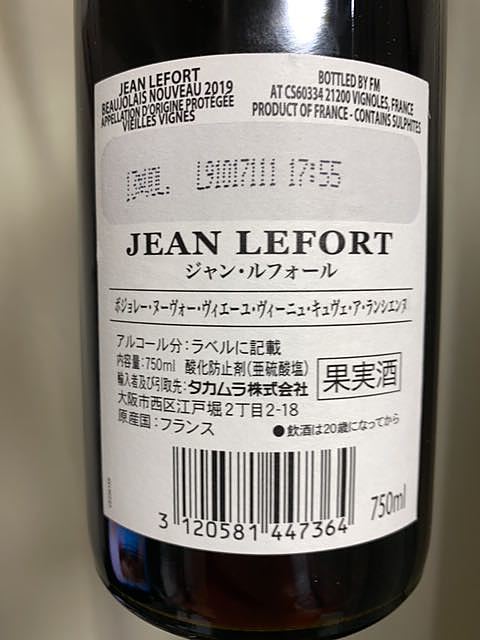 JEAN LEFORT
BEAUJOLAIS NOUVEAU 2019
APPELLATION D'ORIGINE PROTÉGÉE
VIEILLES VIGNES
BOTTLED BY FM
AT CS60334 21200 VIGNOLES, FRANCE
PRODUCT OF FRANCE - CONTAINS SULPHITES
L91017111 17:55
JEAN LEFORT
ジャン・ルフォール
ボジョレー・ヌーヴォー・ヴィエーユ・ヴィーニュ・キュヴェ・ア・ランシエンヌ
アルコール分：ラベルに記載
内容量：750ml 酸化防止剤(亜硫酸塩)
輸入者及び引取先：タカムラ株式会社
大阪市西区江戸堀2丁目2-18
原産国：フランス
果実酒
●飲酒は20歳になってから
750ml
3 120581 447364